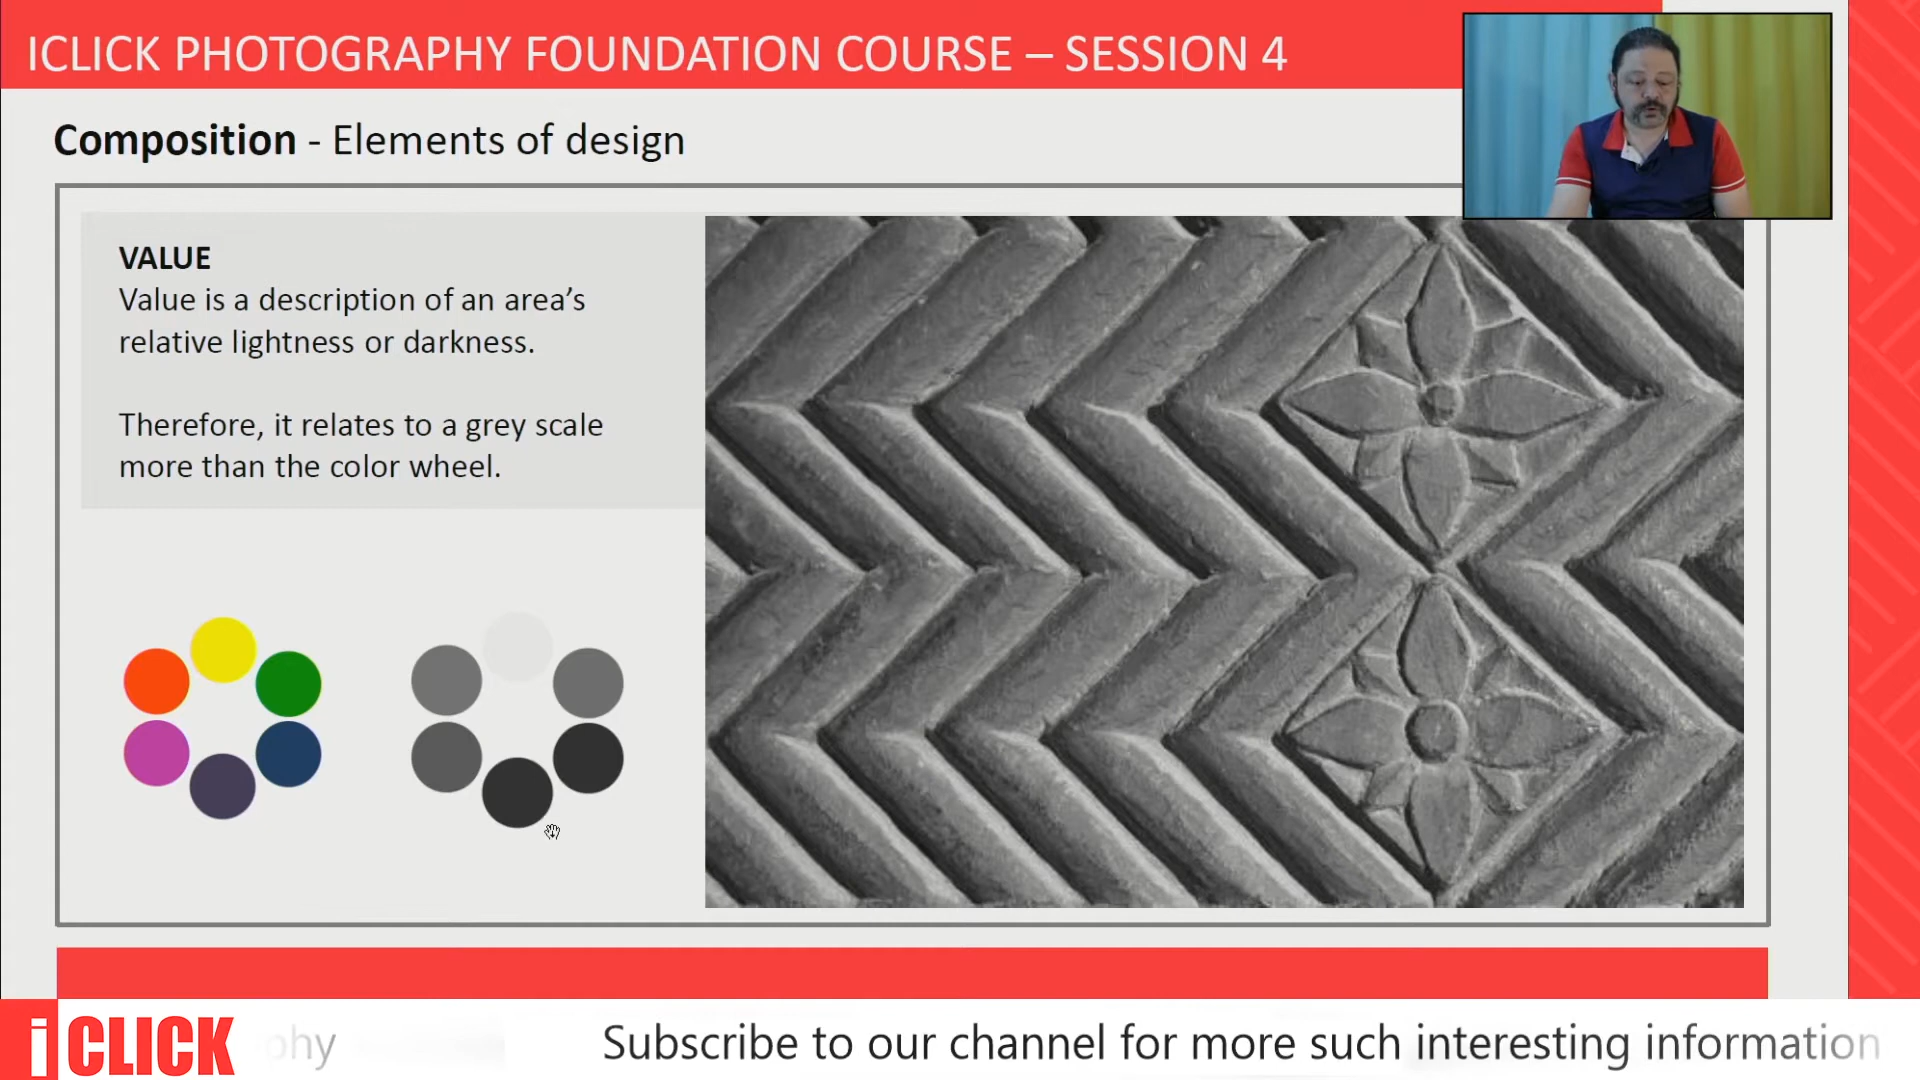 ICLICK PHOTOGRAPHY FOUNDATION COURSE – SESSION 4
Composition - Elements of design
VALUE
Value is a description of an area’s
relative lightness or darkness.
Therefore, it relates to a grey scale
more than the color wheel.
iCLICK
phy
Subscribe to our channel for more such interesting information